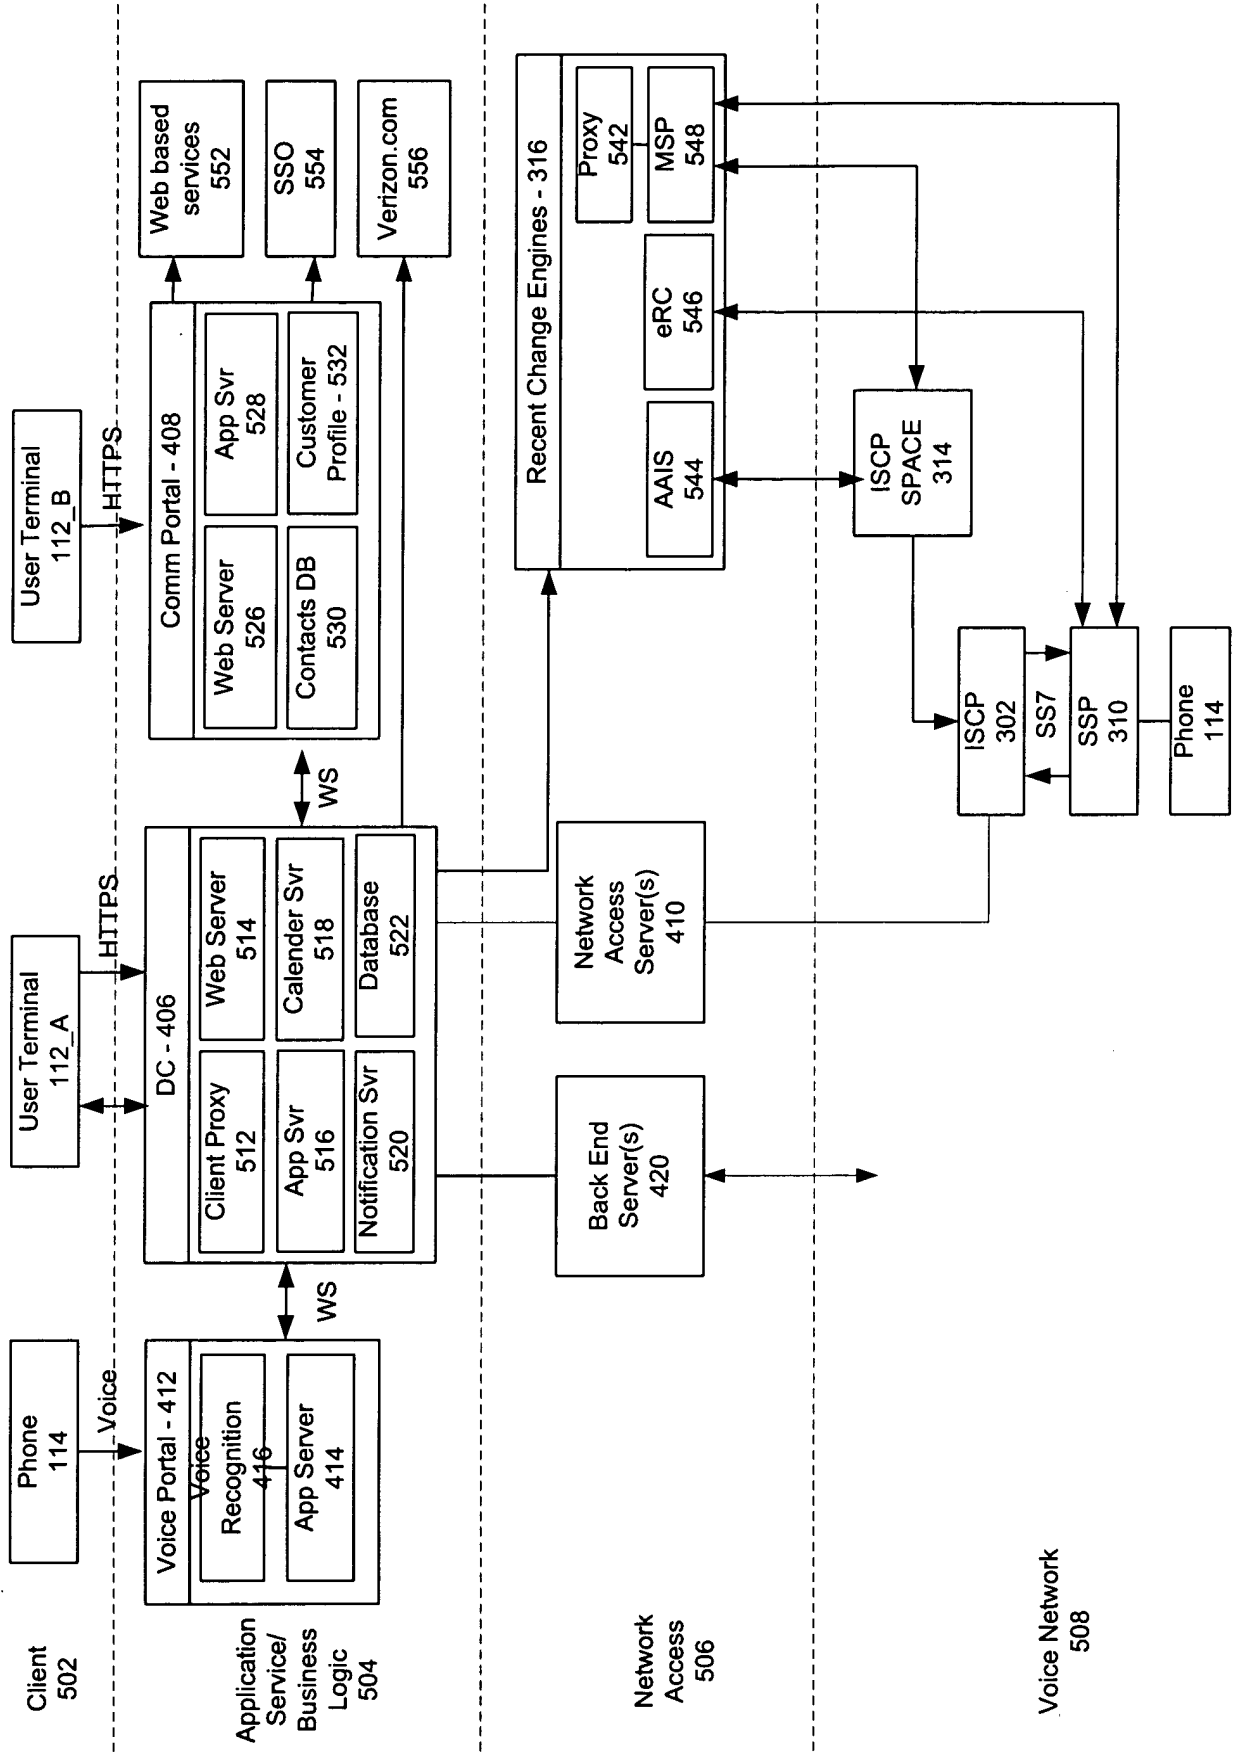 Client
502
Phone
114
User Terminal
112_A
User Terminal
112_B
Voice
HTTPS
HTTPS
Application
Service/
Business
Logic
504
Voice Portal - 412
Voice
Recognition
416
App Server
414
WS
DC - 406
Client Proxy
512
Web Server
514
App Svr
516
Calender Svr
518
Notification Svr
520
Database
522
WS
Comm Portal - 408
Web Server
526
App Svr
528
Contacts DB
530
Customer
Profile - 532
Web based
services
552
SSO
554
Verizon.com
556
Network
Access
506
Back End
Server(s)
420
Network
Access
Server(s)
410
Recent Change Engines - 316
Proxy
542
AAIS
544
eRC
546
MSP
548
Voice Network
508
ISCP
SPACE
314
ISCP
302
SS7
SSP
310
Phone
114